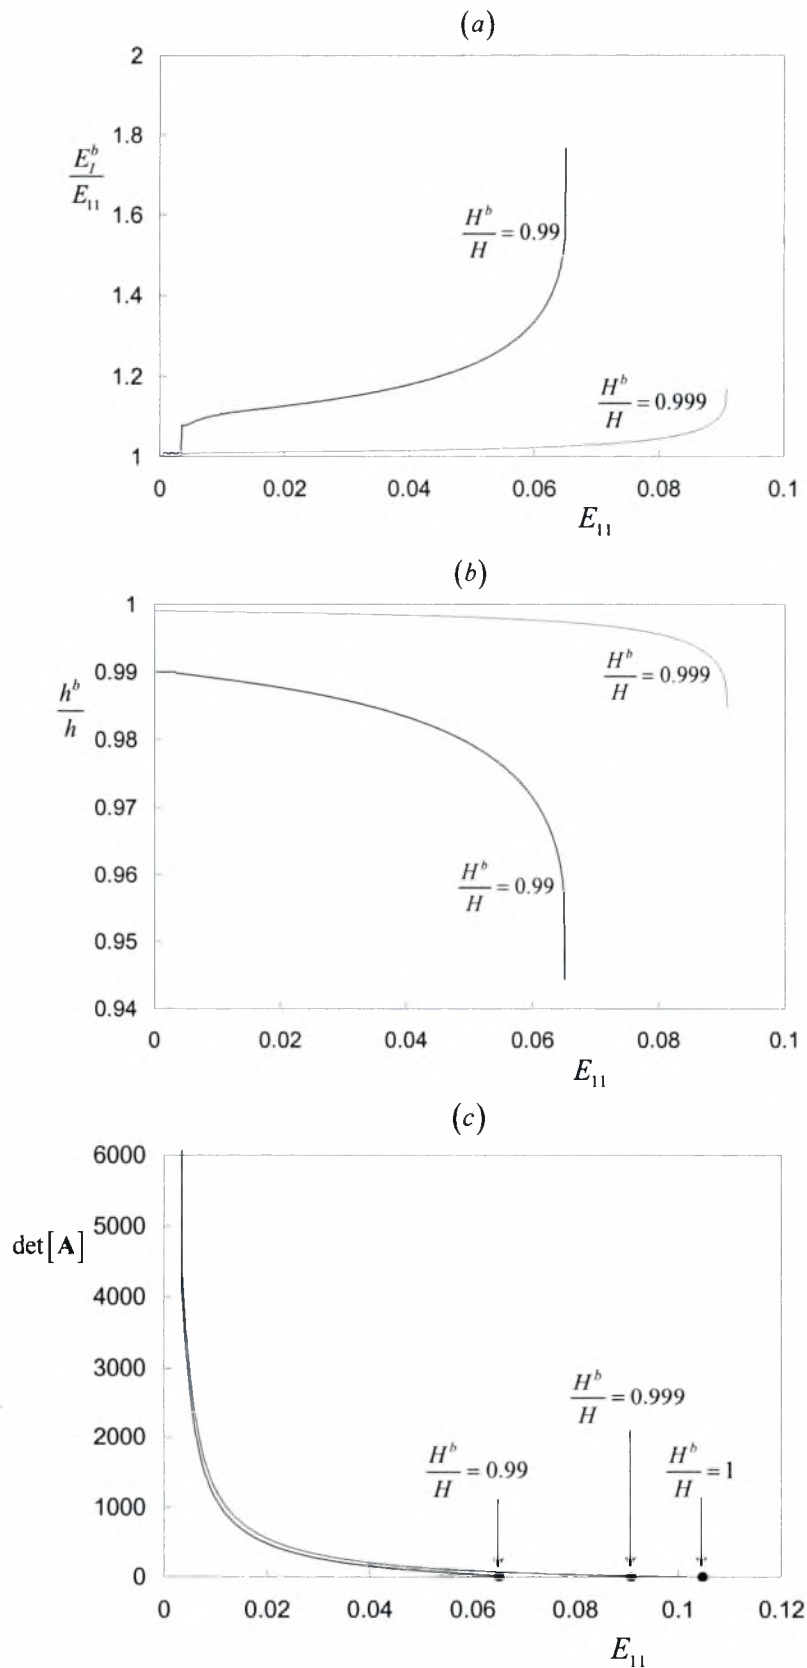 (a)
2
1.8
E_I^b / E_11
1.6
H^b / H = 0.99
1.4
1.2
H^b / H = 0.999
1
0 0.02 0.04 0.06 0.08 0.1
E_11
(b)
1
0.99
H^b / H = 0.999
h^b / h
0.98
0.97
0.96
H^b / H = 0.99
0.95
0.94
0 0.02 0.04 0.06 0.08 0.1
E_11
(c)
6000
5000
det[A]
4000
3000
H^b / H = 0.999
2000
H^b / H = 0.99
H^b / H = 1
1000
0
0 0.02 0.04 0.06 0.08 0.1 0.12
E_11